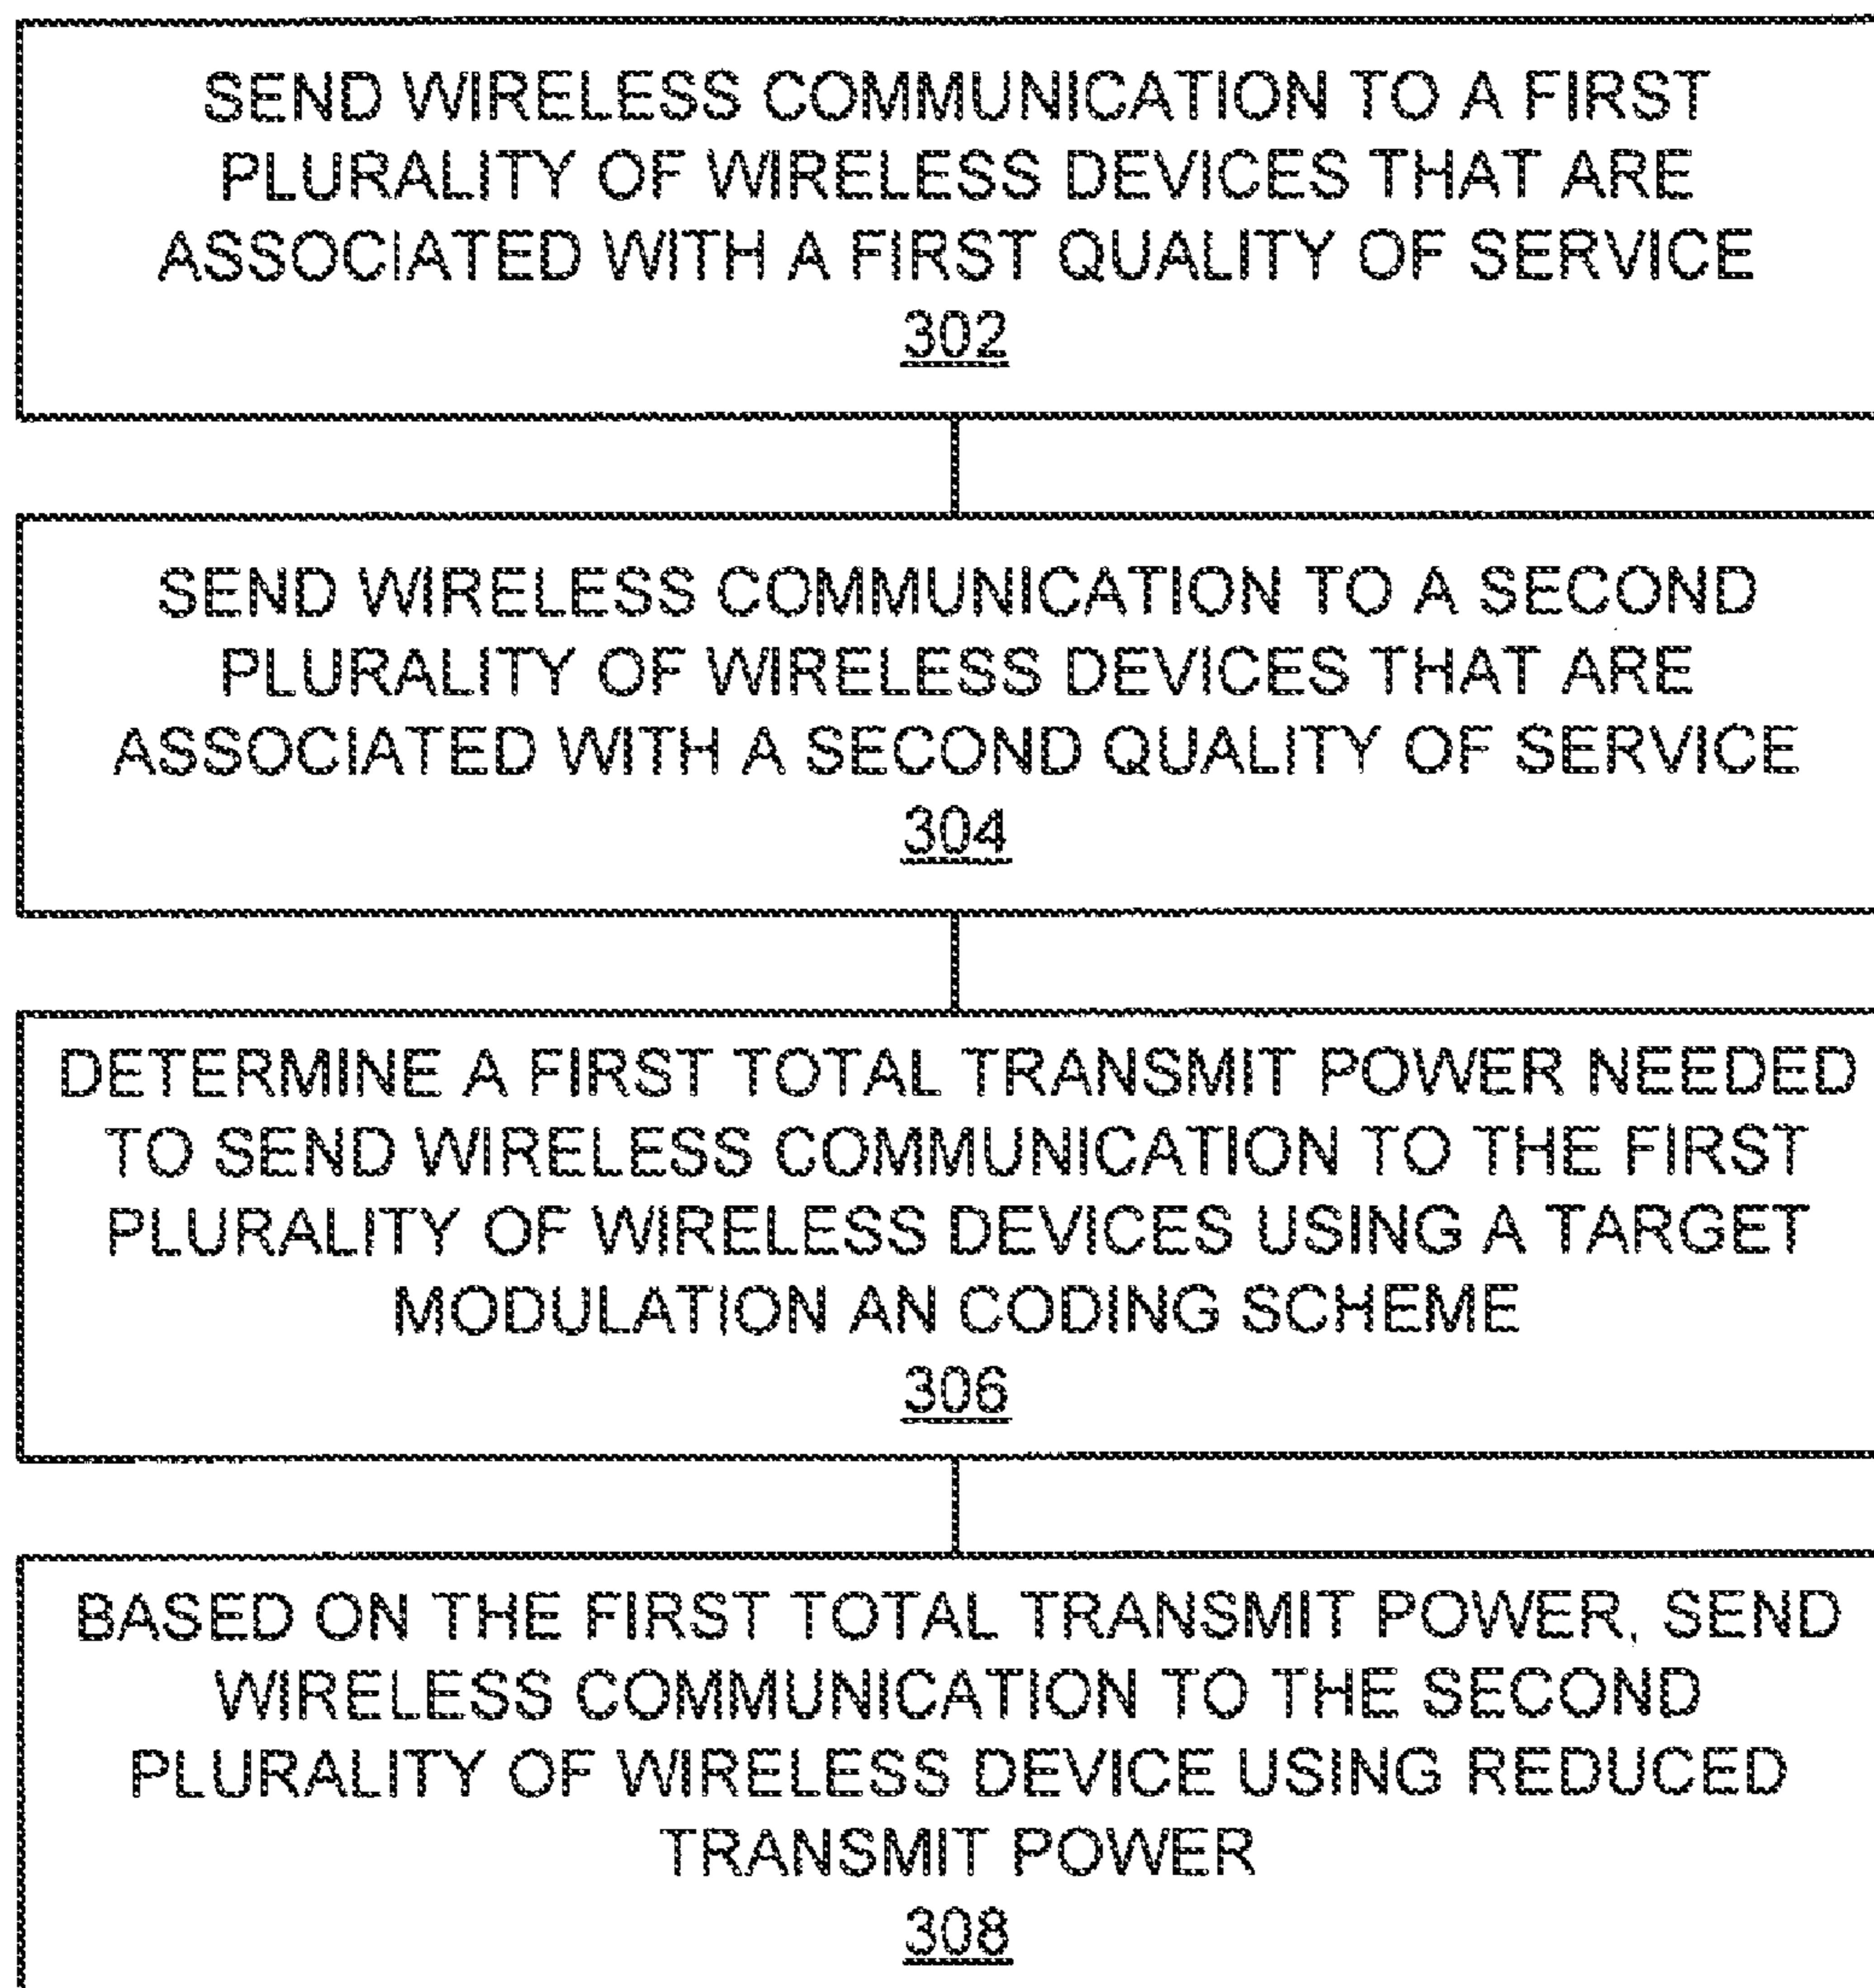 SEND WIRELESS COMMUNICATION TO A FIRST
PLURALITY OF WIRELESS DEVICES THAT ARE
ASSOCIATED WITH A FIRST QUALITY OF SERVICE
302
SEND WIRELESS COMMUNICATION TO A SECOND
PLURALITY OF WIRELESS DEVICES THAT ARE
ASSOCIATED WITH A SECOND QUALITY OF SERVICE
304
DETERMINE A FIRST TOTAL TRANSMIT POWER NEEDED
TO SEND WIRELESS COMMUNICATION TO THE FIRST
PLURALITY OF WIRELESS DEVICES USING A TARGET
MODULATION AN CODING SCHEME
306
BASED ON THE FIRST TOTAL TRANSMIT POWER, SEND
WIRELESS COMMUNICATION TO THE SECOND
PLURALITY OF WIRELESS DEVICE USING REDUCED
TRANSMIT POWER
308